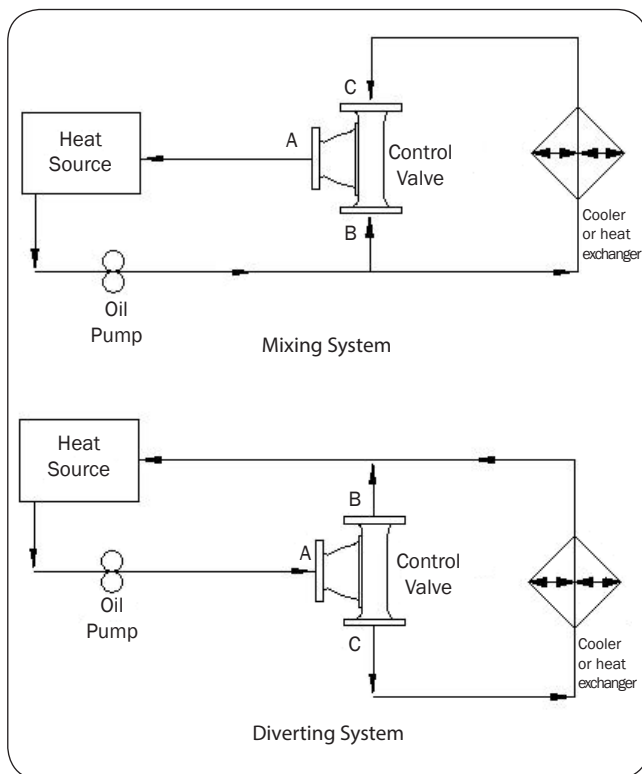 C
Heat
Source
A
Control
Valve
B
Cooler
or heat
exchanger
Oil
Pump
Mixing System
Heat
Source
B
A
Control
Valve
Oil
Pump
C
Cooler
or heat
exchanger
Diverting System